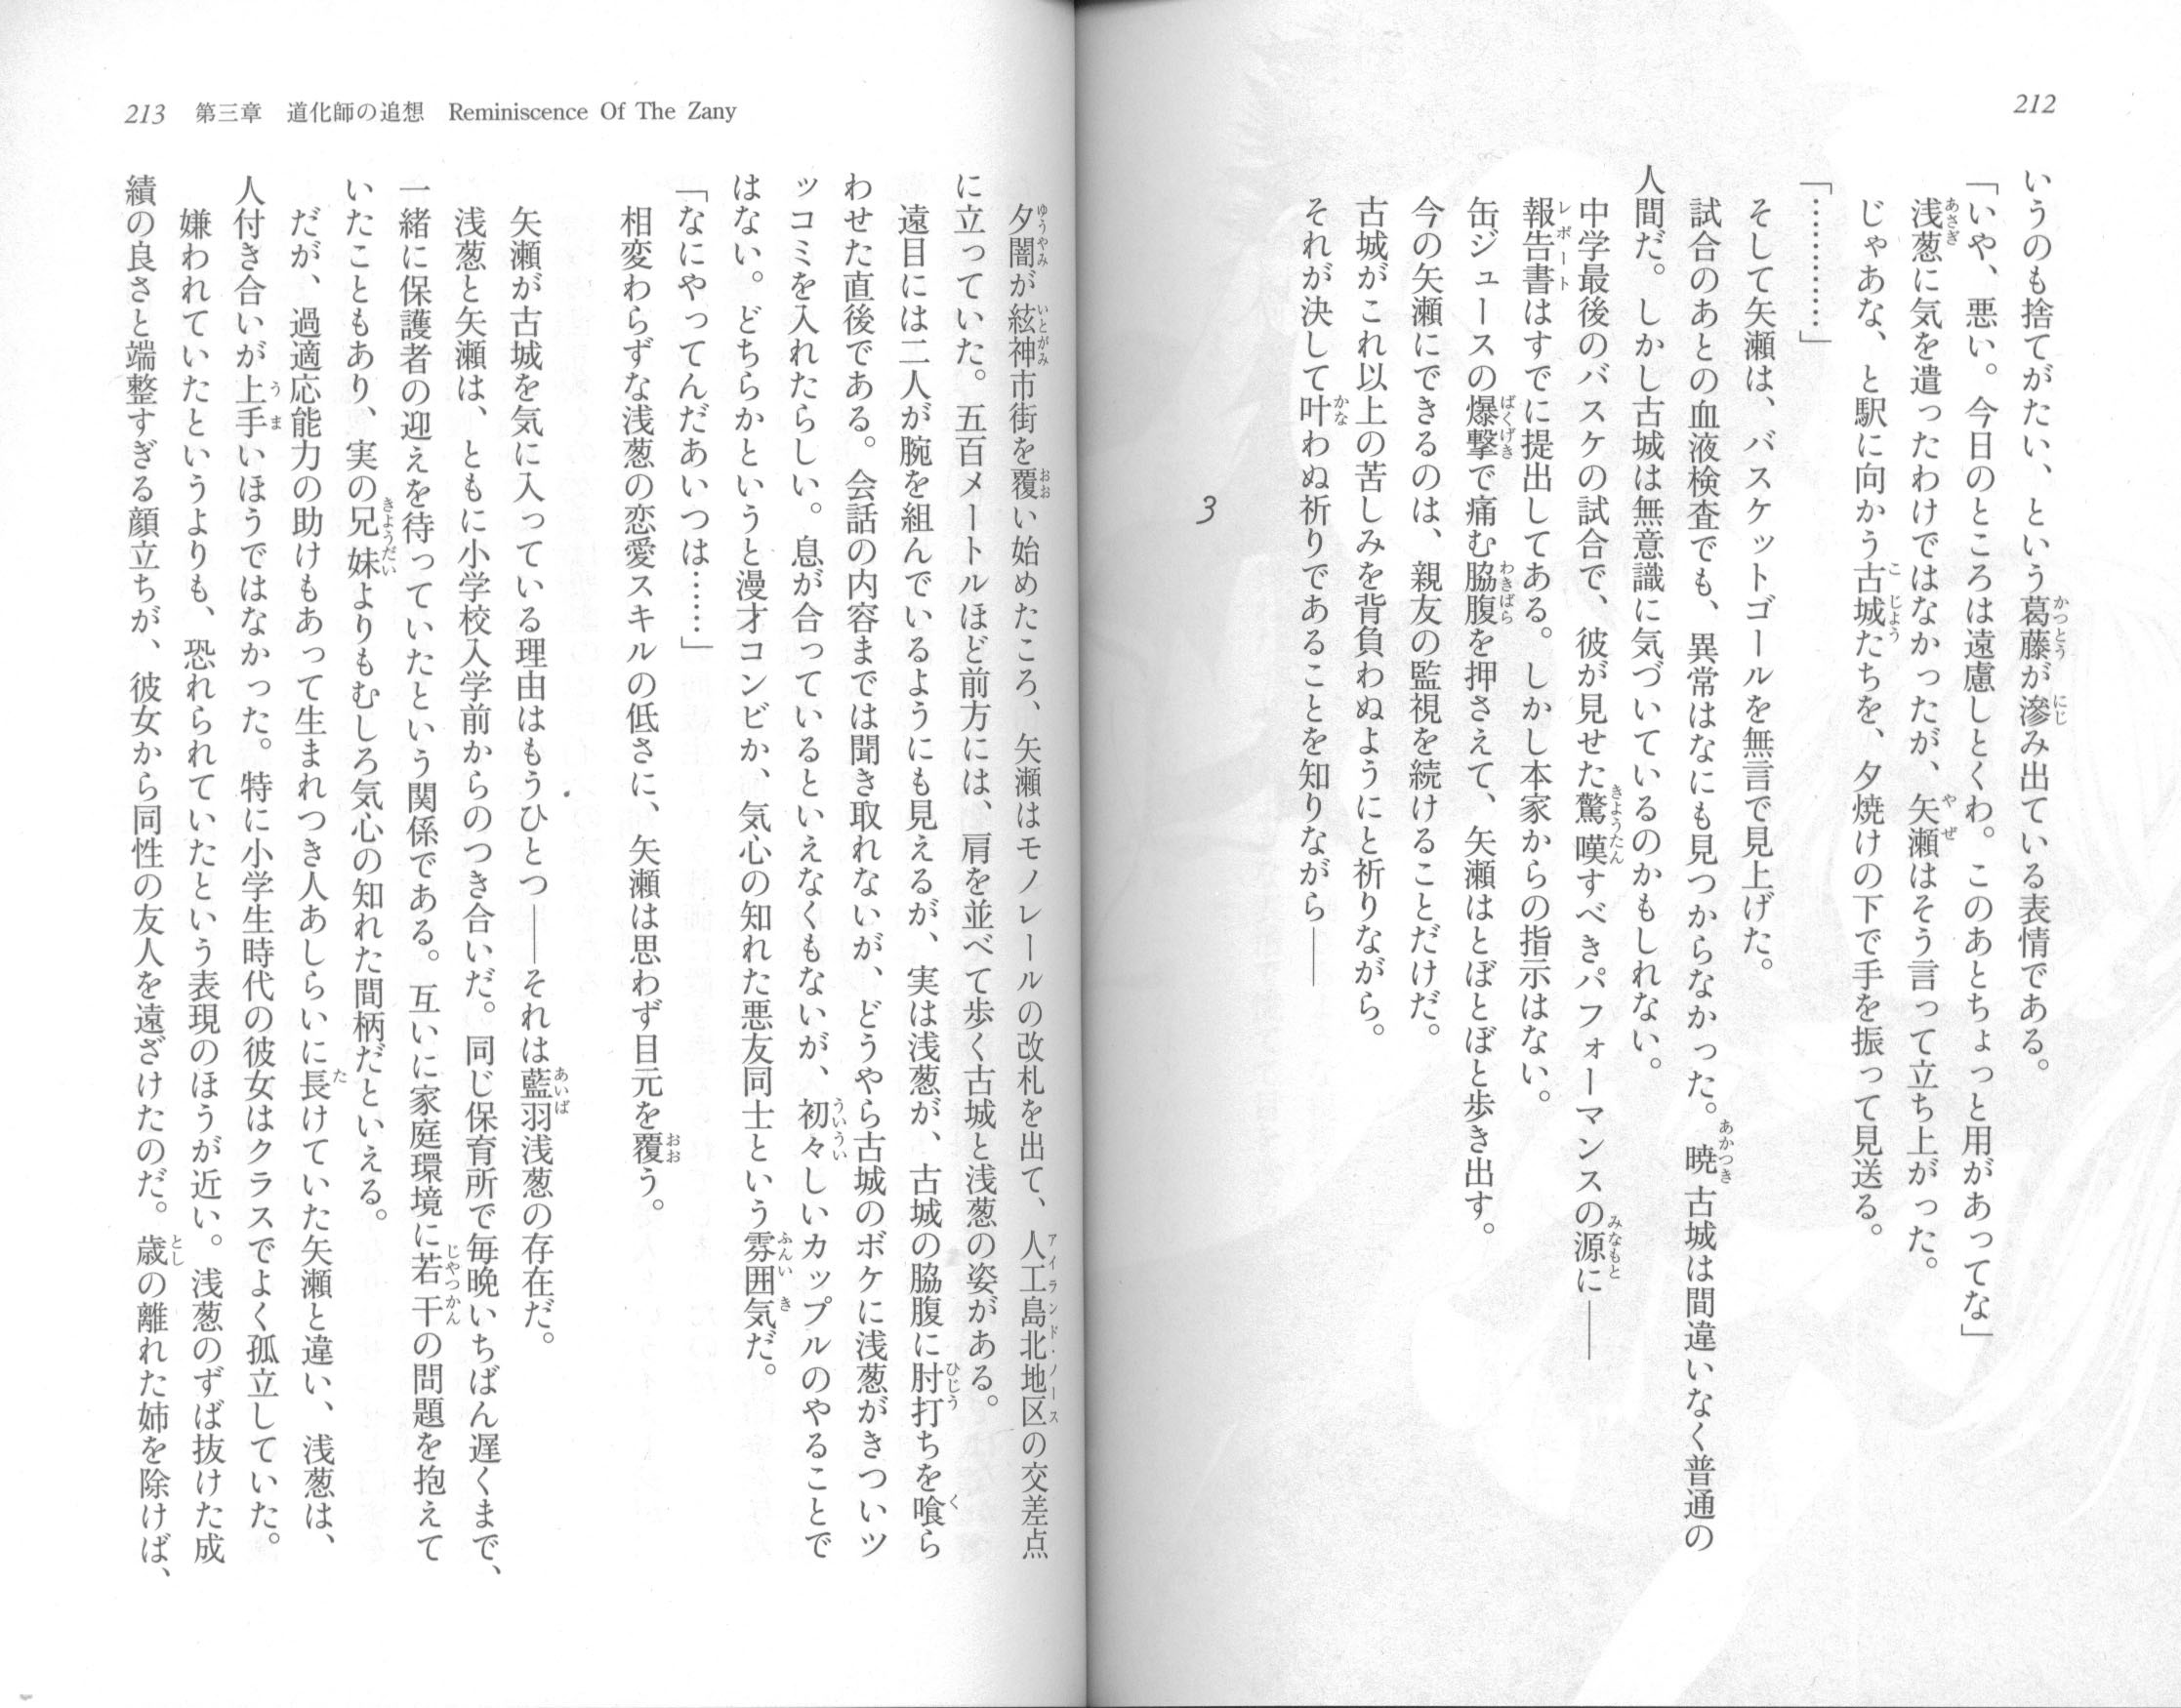 212
いうのも捨てがたい、という葛藤が滲み出ている表情である。
「いや、悪い。今日のところは遠慮しとくわ。このあとちょっと用があってな」
浅葱に気を遣ったわけではなかったが、矢瀬はそう言って立ち上がった。
じゃあな、と駅に向かう古城たちを、夕焼けの下で手を振って見送る。
「…………」
そして矢瀬は、バスケットゴールを無言で見上げた。
試合のあとの血液検査でも、異常はなにも見つからなかった。暁古城は間違いなく普通の
人間だ。しかし古城は無意識に気づいているのかもしれない。
中学最後のバスケの試合で、彼が見せた驚嘆すべきパフォーマンスの源に——
報告書はすでに提出してある。しかし本家からの指示はない。
缶ジュースの爆撃で痛む脇腹を押さえて、矢瀬はとぼとぼと歩き出す。
今の矢瀬にできるのは、親友の監視を続けることだけだ。
古城がこれ以上の苦しみを背負わぬようにと祈りながら。
それが決して叶わぬ祈りであることを知りながら——
3
213 第三章 道化師の追想 Reminiscence Of The Zany
夕闇が絃神市街を覆い始めたころ、矢瀬はモノレールの改札を出て、人工島北地区の交差点
に立っていた。五百メートルほど前方には、肩を並べて歩く古城と浅葱の姿がある。
遠目には二人が腕を組んでいるようにも見えるが、実は浅葱が、古城の脇腹に肘打ちを喰ら
わせた直後である。会話の内容までは聞き取れないが、どうやら古城のボケに浅葱がきついツ
ッコミを入れたらしい。息が合っているといえなくもないが、初々しいカップルのやることで
はない。どちらかというと漫才コンビか、気心の知れた悪友同士という雰囲気だ。
「なにやってんだあいつは……」
相変わらずな浅葱の恋愛スキルの低さに、矢瀬は思わず目元を覆う。
矢瀬が古城を気に入っている理由はもうひとつ——それは藍羽浅葱の存在だ。
浅葱と矢瀬は、ともに小学校入学前からのつき合いだ。同じ保育所で毎晩いちばん遅くまで、
一緒に保護者の迎えを待っていたという関係である。互いに家庭環境に若干の問題を抱えて
いたこともあり、実の兄妹よりもむしろ気心の知れた間柄だといえる。
だが、過適応能力の助けもあって生まれつき人あしらいに長けていた矢瀬と違い、浅葱は、
人付き合いが上手いほうではなかった。特に小学生時代の彼女はクラスでよく孤立していた。
嫌われていたというよりも、恐れられていたという表現のほうが近い。浅葱のずば抜けた成
績の良さと端整すぎる顔立ちが、彼女から同性の友人を遠ざけたのだ。歳の離れた姉を除けば、